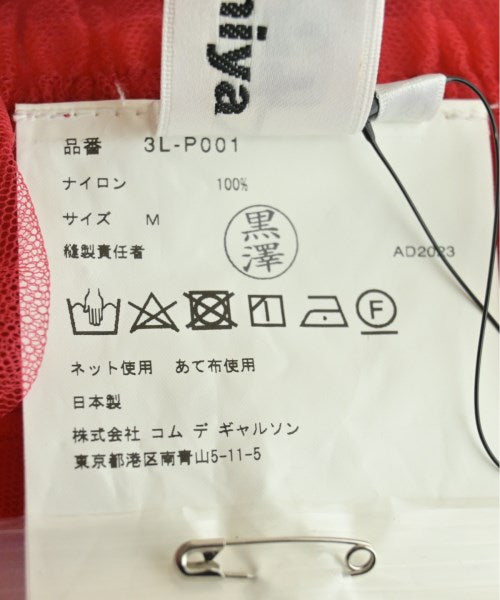 niya
品番 3L-P001
ナイロン 100%
サイズ M
縫製責任者 黒澤 AD2023
F
ネット使用 あて布使用
日本製
株式会社 コム デ ギャルソン
東京都港区南青山5-11-5